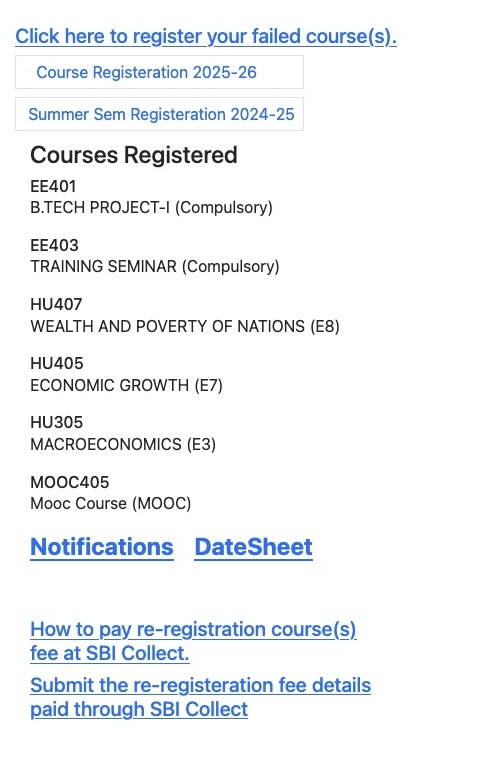 Click here to register your failed course(s).
Course Registeration 2025-26
Summer Sem Registeration 2024-25
Courses Registered
EE401
B.TECH PROJECT-I (Compulsory)
EE403
TRAINING SEMINAR (Compulsory)
HU407
WEALTH AND POVERTY OF NATIONS (E8)
HU405
ECONOMIC GROWTH (E7)
HU305
MACROECONOMICS (E3)
MOOC405
Mooc Course (MOOC)
Notifications DateSheet
How to pay re-registration course(s)
fee at SBI Collect.
Submit the re-registeration fee details
paid through SBI Collect